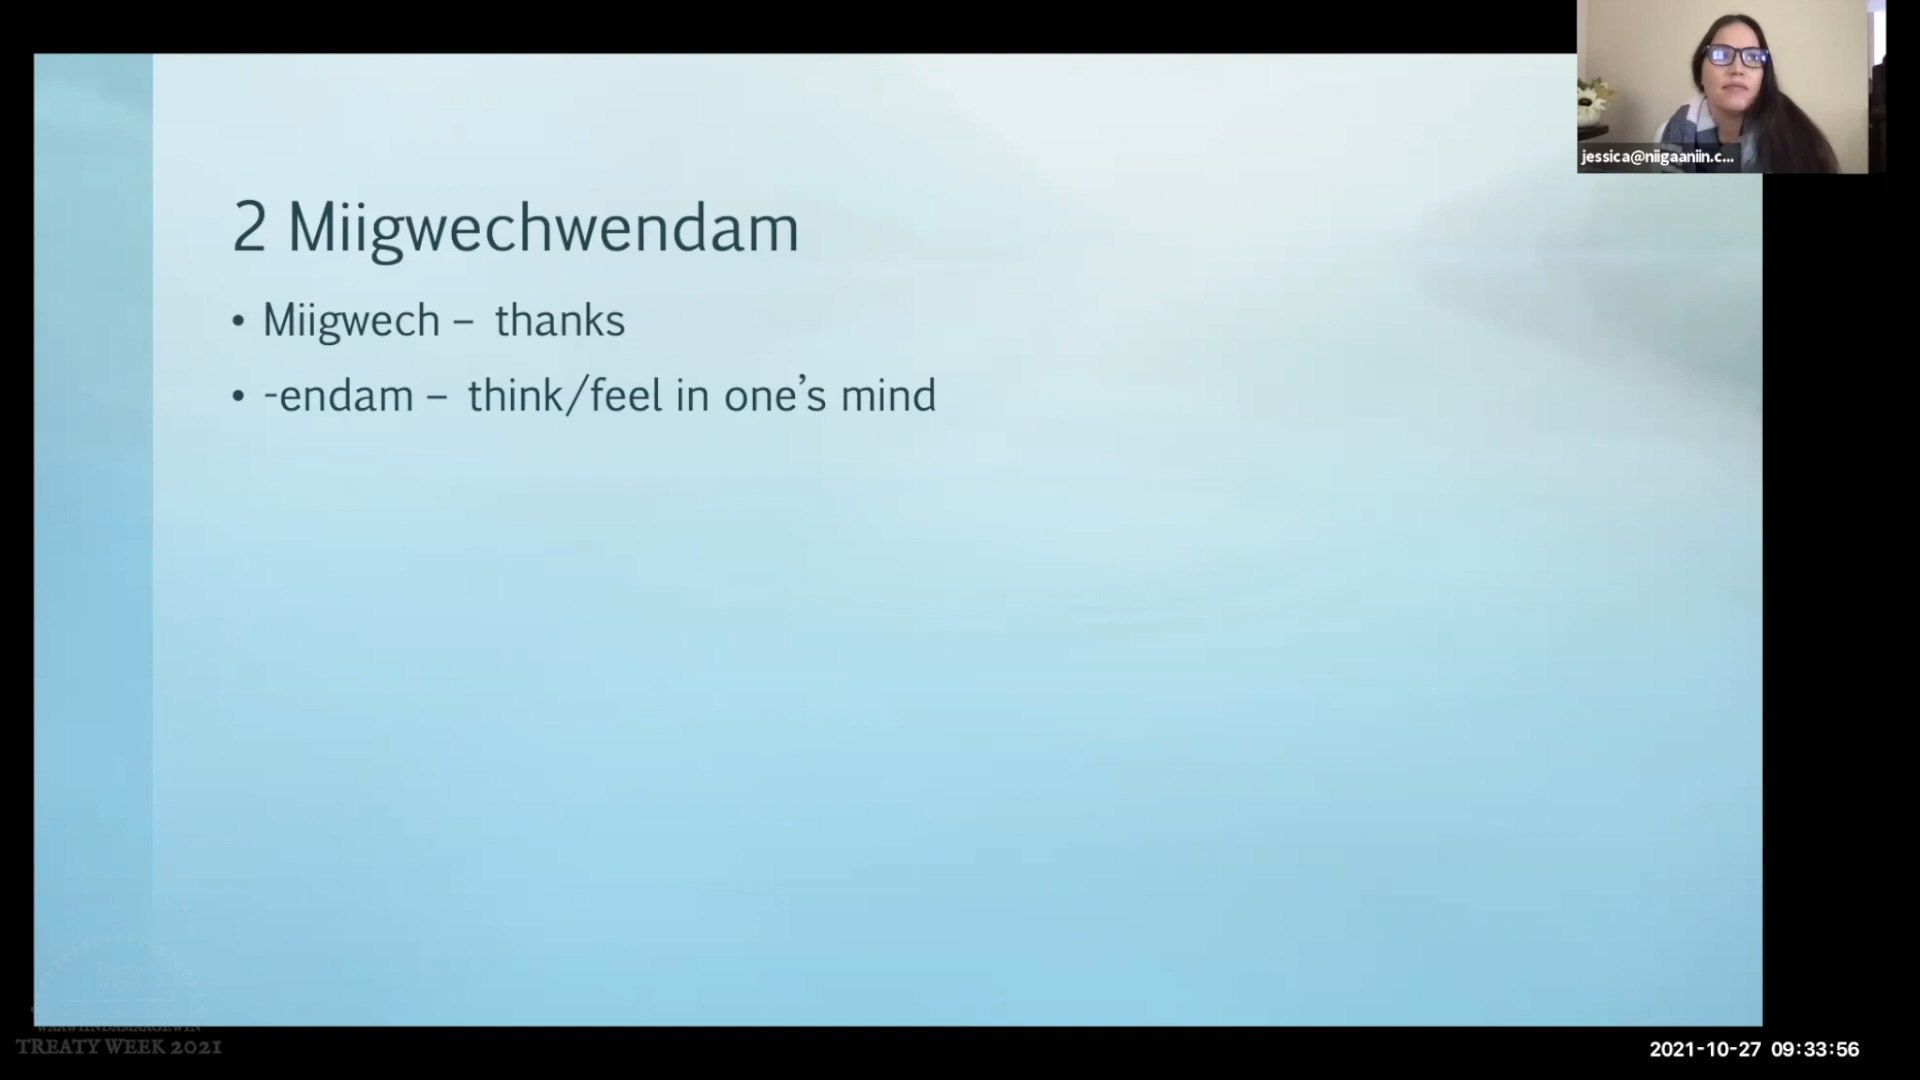 jessica@niigaaniin.c...
2 Miigwechwendam
• Miigwech – thanks
• -endam – think/feel in one’s mind
TREATY WEEK 2021
2021-10-27 09:33:56